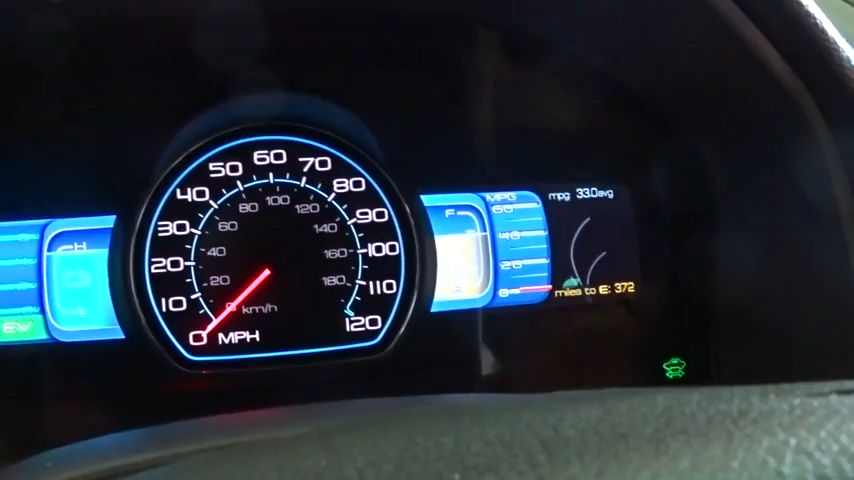 50 60 70
40 80
30 90
20 100
10 110
0 120
MPH
80 100 120
60 140
40 160
20 180
0 km/h
H
EV
F
MPG
60
40
20
0
mpg 33.0avg
miles to E: 372